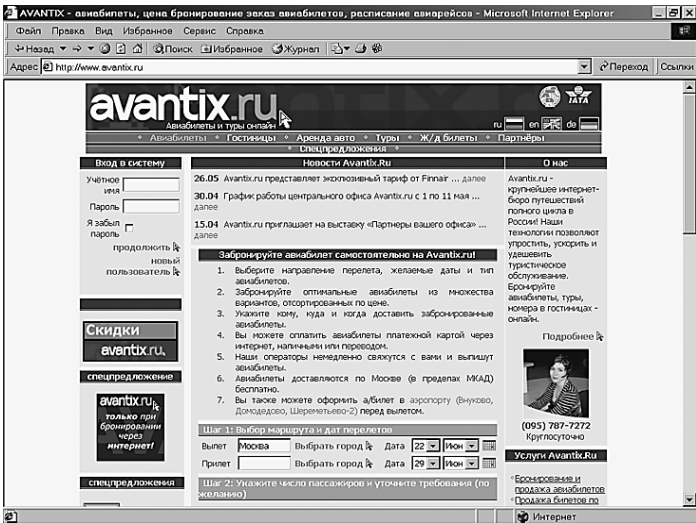 AVANTIX - авиабилеты, цена бронирование заказ авиабилетов, расписание авиарейсов - Microsoft Internet Explorer
Файл Правка Вид Избранное Сервис Справка
Назад Поиск Избранное Журнал
Адрес http://www.avantix.ru Переход Ссылки
avantix.ru
Авиабилеты и туры онлайн
IATA
ru en de
Авиабилеты Гостиницы Аренда авто Туры Ж/д билеты Партнёры
Спецпредложения
Вход в систему
Учётное
имя
Пароль
Я забыл
пароль
продолжить
новый
пользователь
Скидки
avantix.ru
спецпредложение
avantix.ru
только при
бронировании
через
интернет!
спецпредложения
Новости Avantix.Ru
26.05 Avantix.ru представляет эксклюзивный тариф от Finnair ... далее
30.04 График работы центрального офиса Avantix.ru с 1 по 11 мая ...
далее
15.04 Avantix.ru приглашает на выставку «Партнеры вашего офиса» ...
далее
Забронируйте авиабилет самостоятельно на Avantix.ru!
1. Выберите направление перелета, желаемые даты и тип
авиабилетов.
2. Забронируйте оптимальные авиабилеты из множества
вариантов, отсортированных по цене.
3. Укажите кому, куда и когда доставить забронированные
авиабилеты.
4. Вы можете оплатить авиабилеты платежной картой через
интернет, наличными или переводом.
5. Наши операторы немедленно свяжутся с вами и выпишут
авиабилеты.
6. Авиабилеты доставляются по Москве (в пределах МКАД)
бесплатно.
7. Вы также можете оформить а/билет в аэропорту (Внуково,
Домодедово, Шереметьево-2) перед вылетом.
Шаг 1: Выбор маршрута и дат перелетов
Вылет Москва Выбрать город Дата 22 Июн
Прилет Выбрать город Дата 29 Июн
Шаг 2: Укажите число пассажиров и уточните требования (по
желанию)
О нас
Avantix.ru -
крупнейшее интернет-
бюро путешествий
полного цикла в
России! Наши
технологии позволяют
упростить, ускорить и
удешевить
туристическое
обслуживание.
Бронируйте
авиабилеты, туры,
номера в гостиницах -
онлайн.
Подробнее
(095) 787-7272
Круглосуточно
Услуги Avantix.Ru
Бронирование и
продажа авиабилетов
Продажа билетов по
Интернет